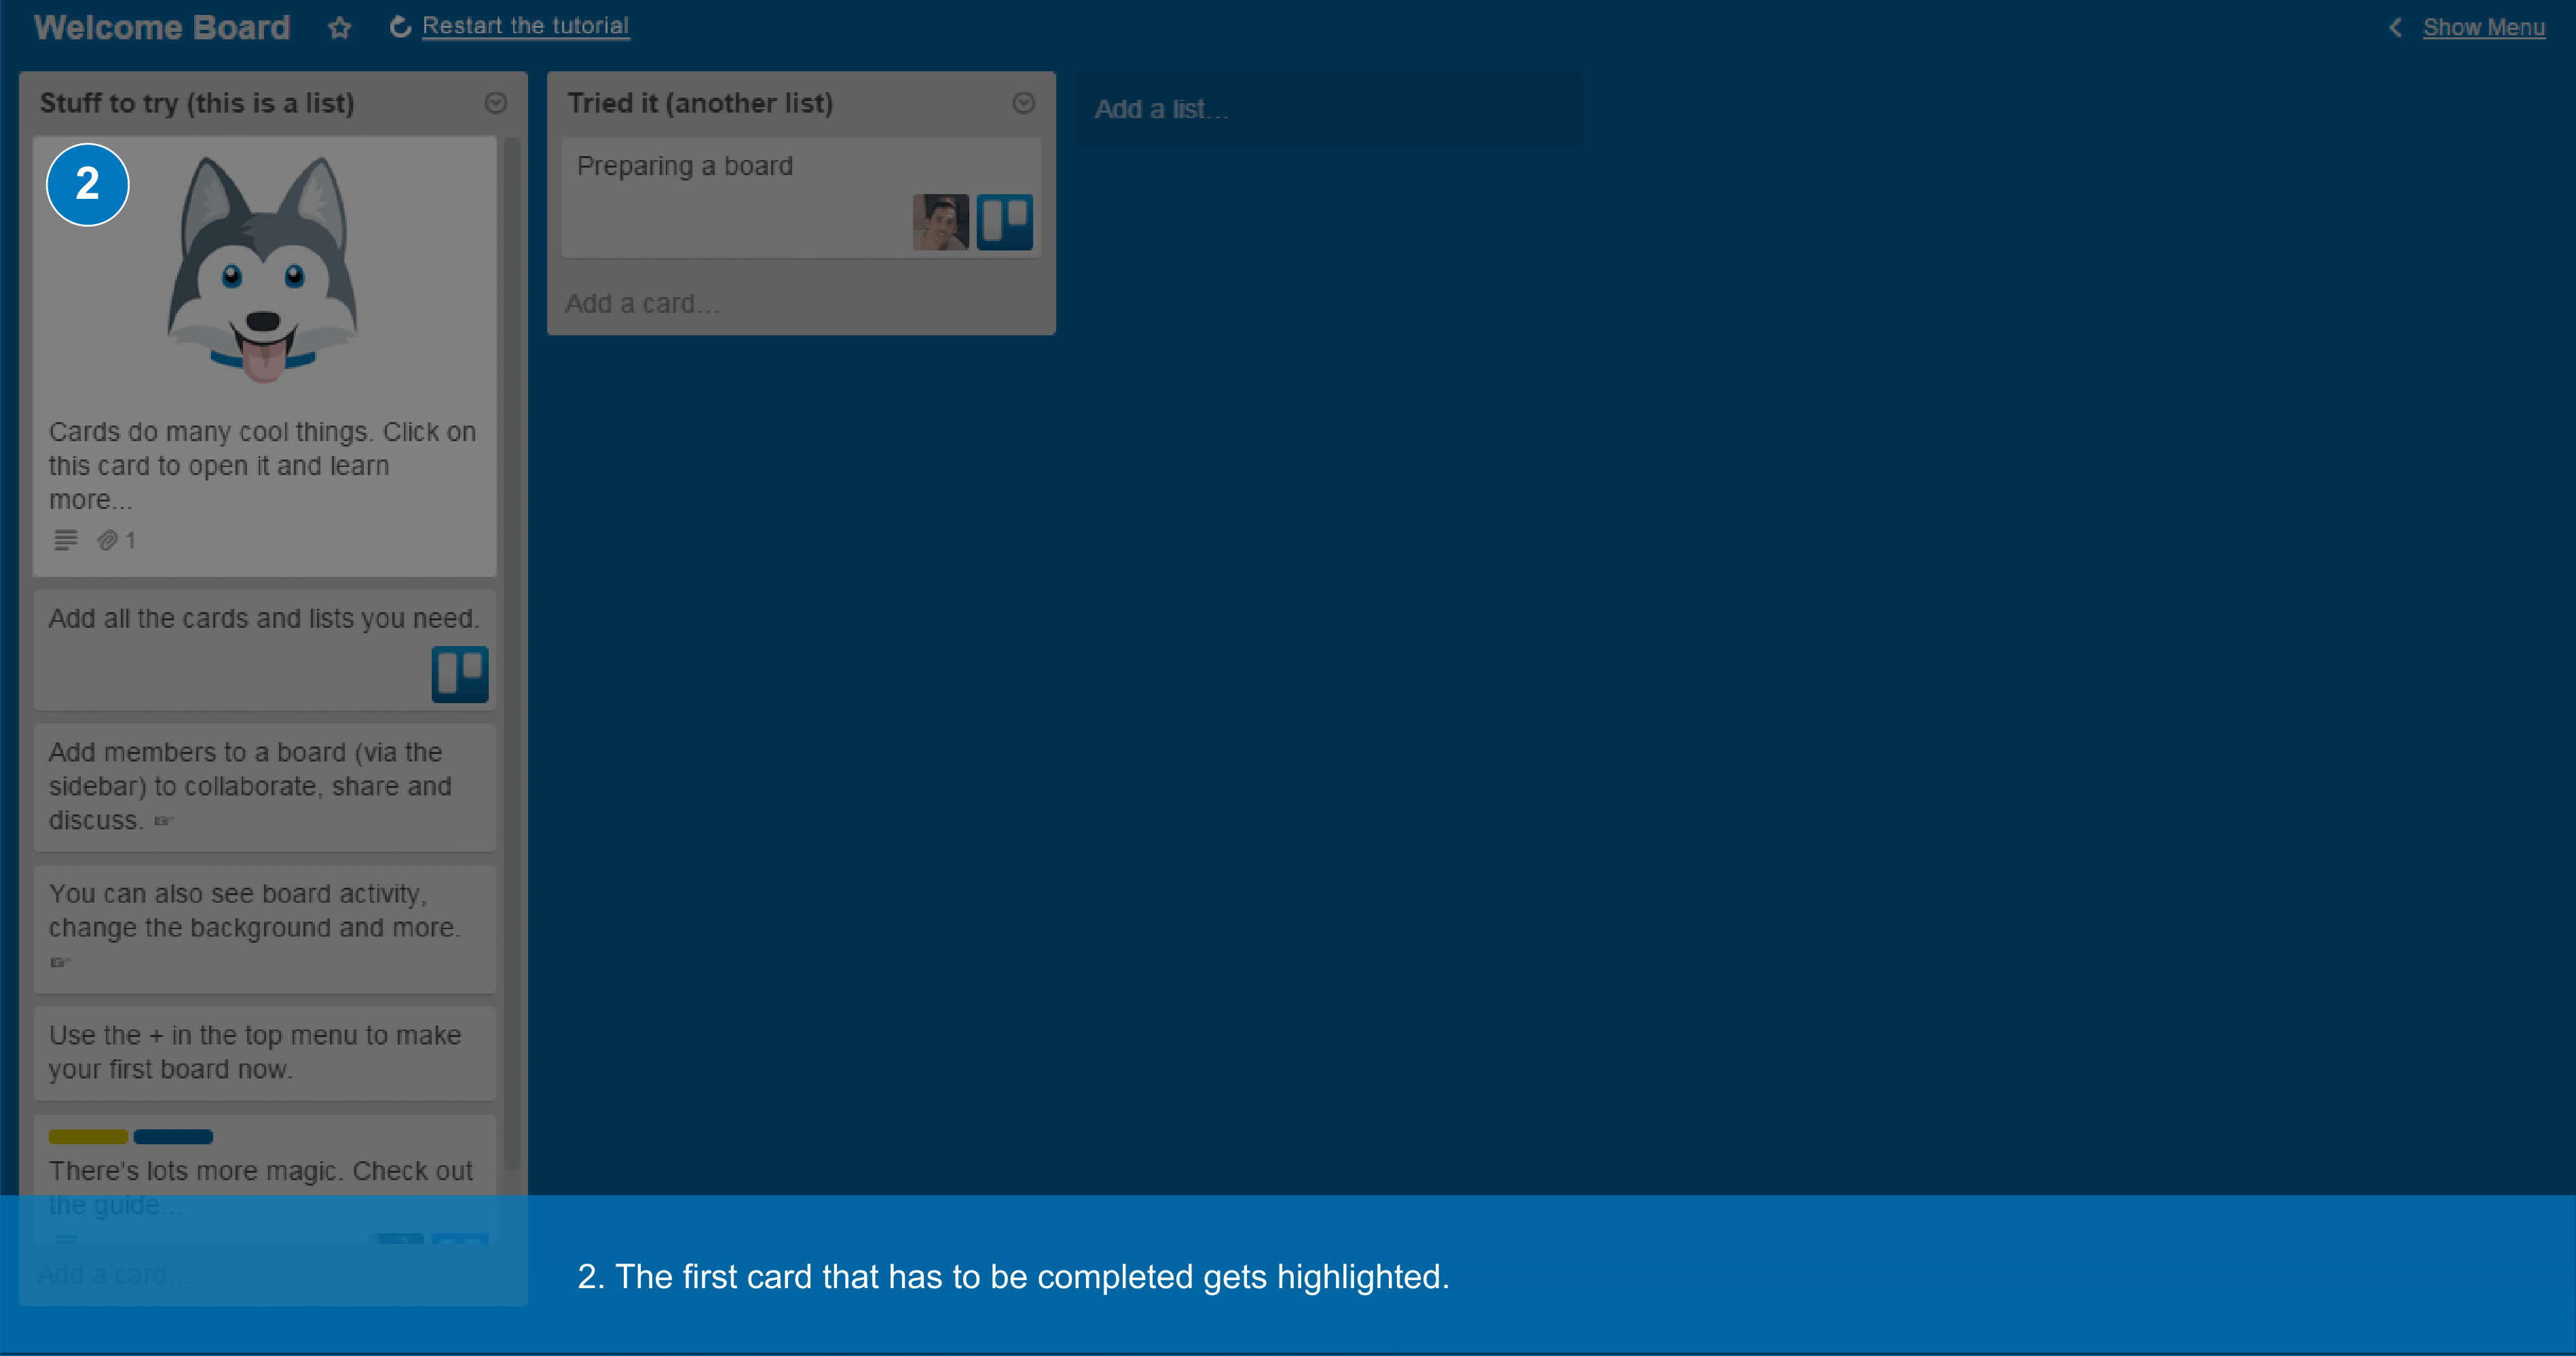 Welcome Board
Restart the tutorial
Show Menu
Stuff to try (this is a list)
2
Cards do many cool things. Click on
this card to open it and learn
more...
1
Add all the cards and lists you need.
Add members to a board (via the
sidebar) to collaborate, share and
discuss.
You can also see board activity,
change the background and more.
Use the + in the top menu to make
your first board now.
There's lots more magic. Check out
the guide...
Add a card...
Tried it (another list)
Preparing a board
Add a card...
Add a list...
2. The first card that has to be completed gets highlighted.